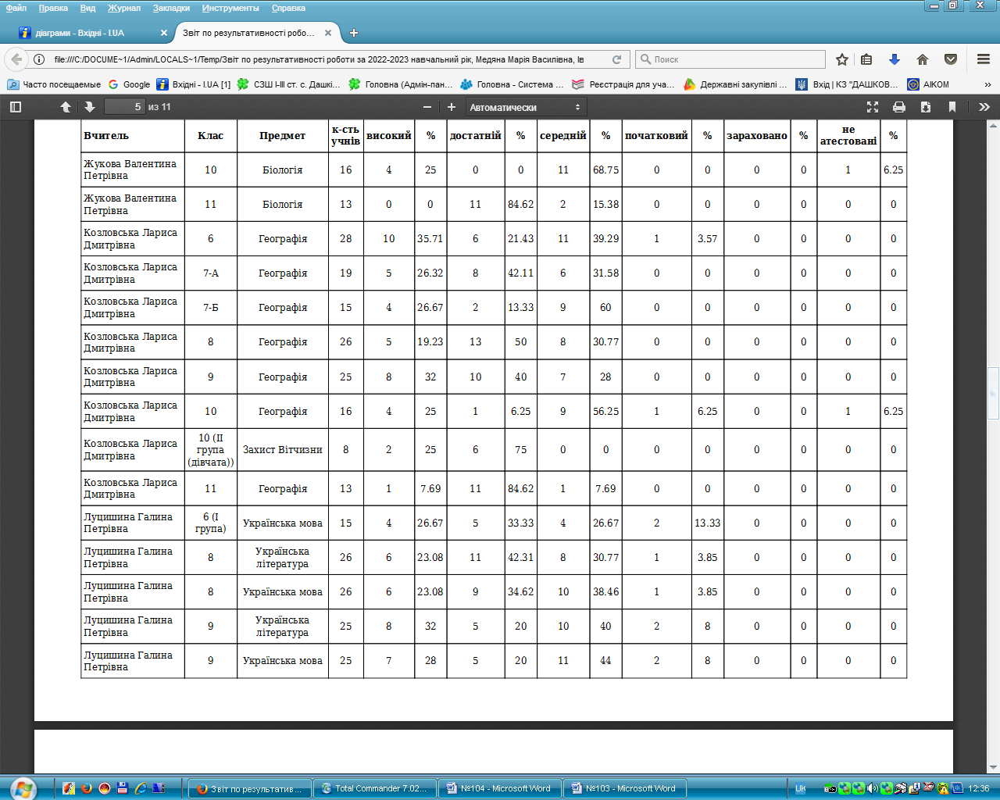 Файл Правка Вид Журнал Закладки Инструменты Справка
діаграми - Вхідні - I.UA
Звіт по результативності робо...
file:///C:/DOCUME~1/Admin/LOCALS~1/Temp/Звіт по результативності роботи за 2022-2023 навчальний рік, Медяна Марія Василівна, Ів
Поиск
Часто посещаемые Google Вхідні - I.UA [1] СЗШ І-ІІІ ст. с. Дашкі... Головна (Адмін-пан... Головна - Система ... Реєстрація для уча... Державні закупівлі ... Вхід | КЗ "ДАШКОВ... АІКОМ
5 из 11 Автоматически
Вчитель Клас Предмет к-сть учнів високий % достатній % середній % початковий % зараховано % не атестовані %
Жукова Валентина Петрівна 10 Біологія 16 4 25 0 0 11 68.75 0 0 0 0 1 6.25
Жукова Валентина Петрівна 11 Біологія 13 0 0 11 84.62 2 15.38 0 0 0 0 0 0
Козловська Лариса Дмитрівна 6 Географія 28 10 35.71 6 21.43 11 39.29 1 3.57 0 0 0 0
Козловська Лариса Дмитрівна 7-А Географія 19 5 26.32 8 42.11 6 31.58 0 0 0 0 0 0
Козловська Лариса Дмитрівна 7-Б Географія 15 4 26.67 2 13.33 9 60 0 0 0 0 0 0
Козловська Лариса Дмитрівна 8 Географія 26 5 19.23 13 50 8 30.77 0 0 0 0 0 0
Козловська Лариса Дмитрівна 9 Географія 25 8 32 10 40 7 28 0 0 0 0 0 0
Козловська Лариса Дмитрівна 10 Географія 16 4 25 1 6.25 9 56.25 1 6.25 0 0 1 6.25
Козловська Лариса Дмитрівна 10 (ІІ група (дівчата)) Захист Вітчизни 8 2 25 6 75 0 0 0 0 0 0 0 0
Козловська Лариса Дмитрівна 11 Географія 13 1 7.69 11 84.62 1 7.69 0 0 0 0 0 0
Луцишина Галина Петрівна 6 (І група) Українська мова 15 4 26.67 5 33.33 4 26.67 2 13.33 0 0 0 0
Луцишина Галина Петрівна 8 Українська література 26 6 23.08 11 42.31 8 30.77 1 3.85 0 0 0 0
Луцишина Галина Петрівна 8 Українська мова 26 6 23.08 9 34.62 10 38.46 1 3.85 0 0 0 0
Луцишина Галина Петрівна 9 Українська література 25 8 32 5 20 10 40 2 8 0 0 0 0
Луцишина Галина Петрівна 9 Українська мова 25 7 28 5 20 11 44 2 8 0 0 0 0
Звіт по результатив... Total Commander 7.02... №104 - Microsoft Word №103 - Microsoft Word Uk 12:36